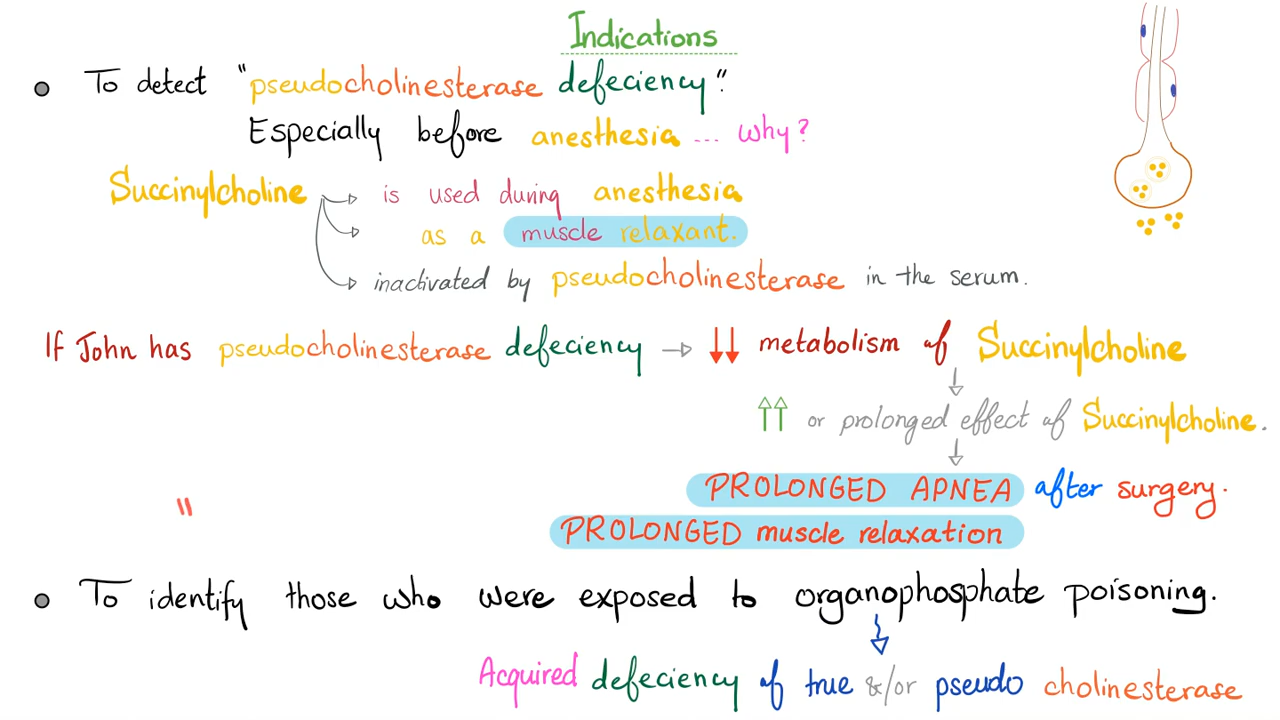 Indications
• To detect "pseudocholinesterase defeciency"
Especially before anesthesia ... why?
Succinylcholine → is used during anesthesia
→ as a muscle relaxant.
→ inactivated by pseudocholinesterase in the serum.
If John has pseudocholinesterase defeciency → ↓↓ metabolism of Succinylcholine
↑↑ or prolonged effect of Succinylcholine.
PROLONGED APNEA after surgery.
"
PROLONGED muscle relaxation
• To identify those who were exposed to organophosphate poisoning.
Acquired defeciency of true &/or pseudo cholinesterase